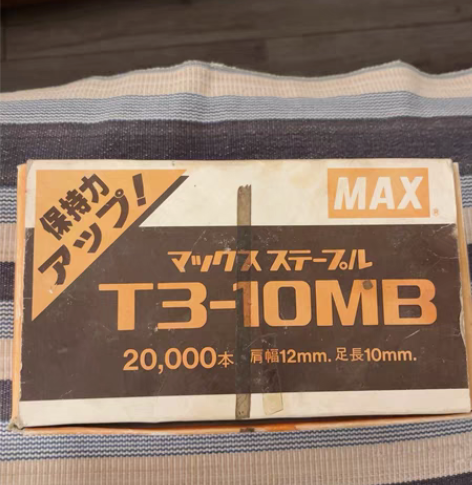 保持力
アップ!
MAX
マックス ステープル
T3-10MB
20,000本 肩幅12mm. 足長10mm.